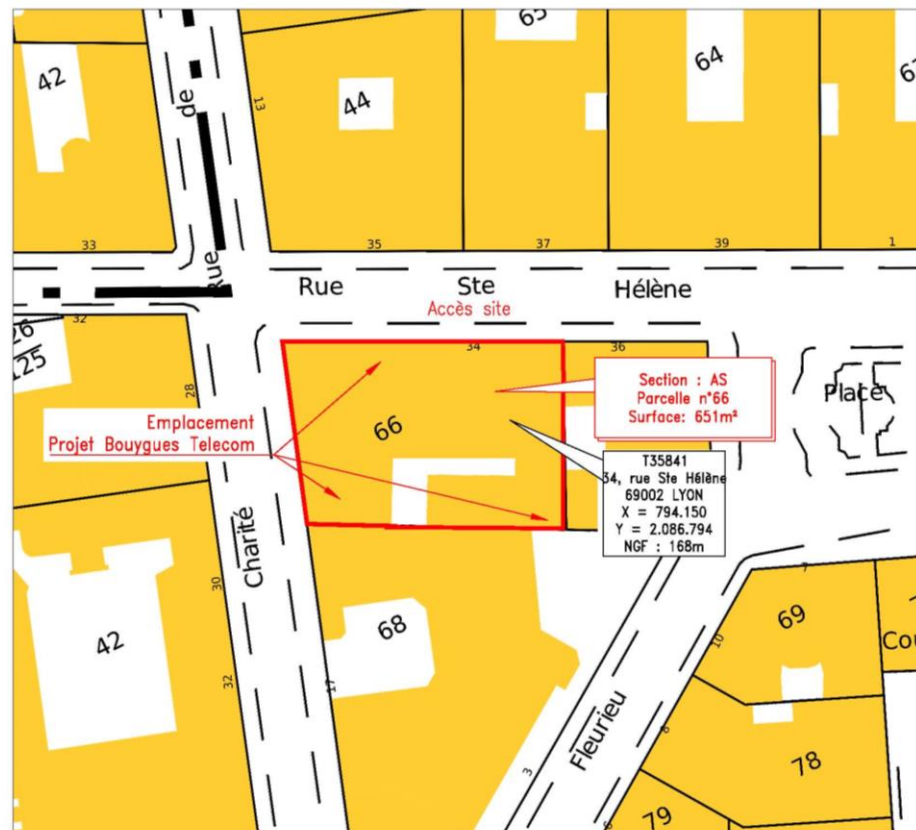 65
64
42
44
de
13
33
35
37
39
1
Rue
Rue Ste Hélène
Accès site
32
26
125
34
36
28
Section : AS
Parcelle n°66
Surface: 651m²
Place
Emplacement
Projet Bouygues Telecom
66
T35841
34, rue Ste Hélène
69002 LYON
X = 794.150
Y = 2.086.794
NGF : 168m
Charité
30
7
42
68
69
10
Cou
32
17
Fleurieu
8
3
78
79
6